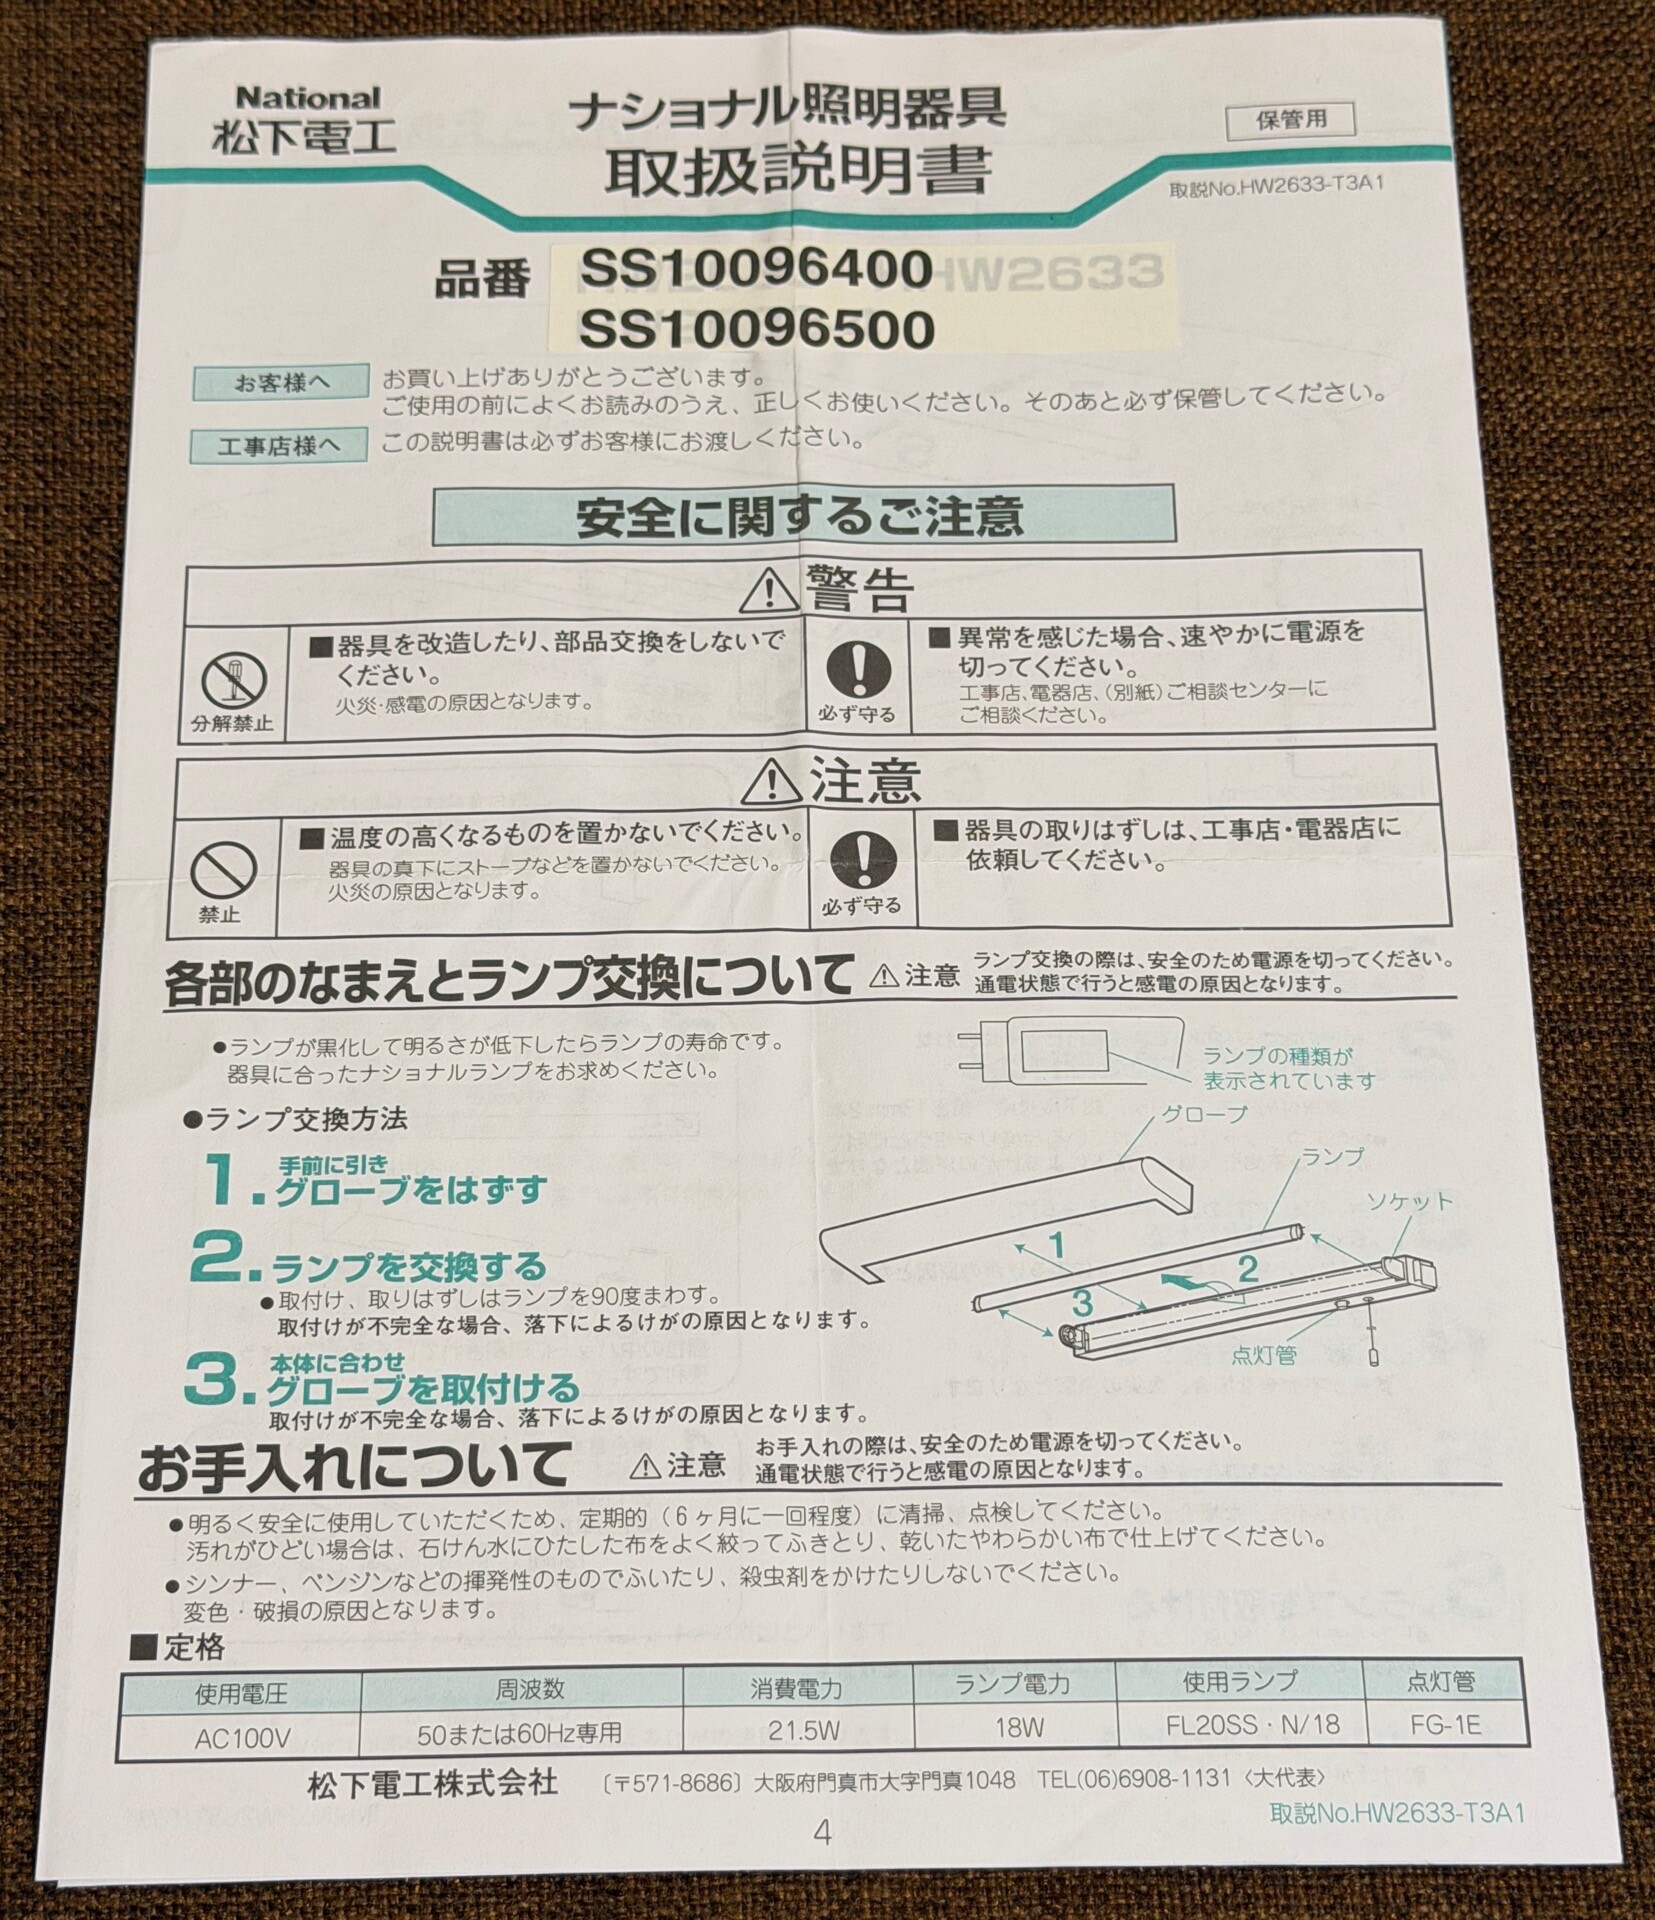 National
松下電工
ナショナル照明器具
取扱説明書
保管用
取説No.HW2633-T3A1
品番
SS10096400
HW2633
SS10096500
お客様へ
お買い上げありがとうございます。
ご使用の前によくお読みのうえ、正しくお使いください。そのあと必ず保管してください。
工事店様へ
この説明書は必ずお客様にお渡しください。
安全に関するご注意
警告
分解禁止
■器具を改造したり、部品交換をしないで
ください。
火災・感電の原因となります。
必ず守る
■異常を感じた場合、速やかに電源を
切ってください。
工事店、電器店、(別紙)ご相談センターに
ご相談ください。
注意
禁止
■温度の高くなるものを置かないでください。
器具の真下にストーブなどを置かないでください。
火災の原因となります。
必ず守る
■器具の取りはずしは、工事店・電器店に
依頼してください。
各部のなまえとランプ交換について
注意
ランプ交換の際は、安全のため電源を切ってください。
通電状態で行うと感電の原因となります。
●ランプが黒化して明るさが低下したらランプの寿命です。
器具に合ったナショナルランプをお求めください。
ランプの種類が
表示されています
●ランプ交換方法
1.手前に引き
グローブをはずす
2.ランプを交換する
●取付け、取りはずしはランプを90度まわす。
取付けが不完全な場合、落下によるけがの原因となります。
3.本体に合わせ
グローブを取付ける
取付けが不完全な場合、落下によるけがの原因となります。
グローブ
ランプ
ソケット
1
2
3
点灯管
お手入れについて
注意
お手入れの際は、安全のため電源を切ってください。
通電状態で行うと感電の原因となります。
●明るく安全に使用していただくため、定期的(6ヶ月に一回程度)に清掃、点検してください。
汚れがひどい場合は、石けん水にひたした布をよく絞ってふきとり、乾いたやわらかい布で仕上げてください。
●シンナー、ベンジンなどの揮発性のものでふいたり、殺虫剤をかけたりしないでください。
変色・破損の原因となります。
■定格
使用電圧 周波数 消費電力 ランプ電力 使用ランプ 点灯管
AC100V 50または60Hz専用 21.5W 18W FL20SS・N/18 FG-1E
松下電工株式会社 〔〒571-8686〕大阪府門真市大字門真1048 TEL(06)6908-1131〈大代表〉
取説No.HW2633-T3A1
4